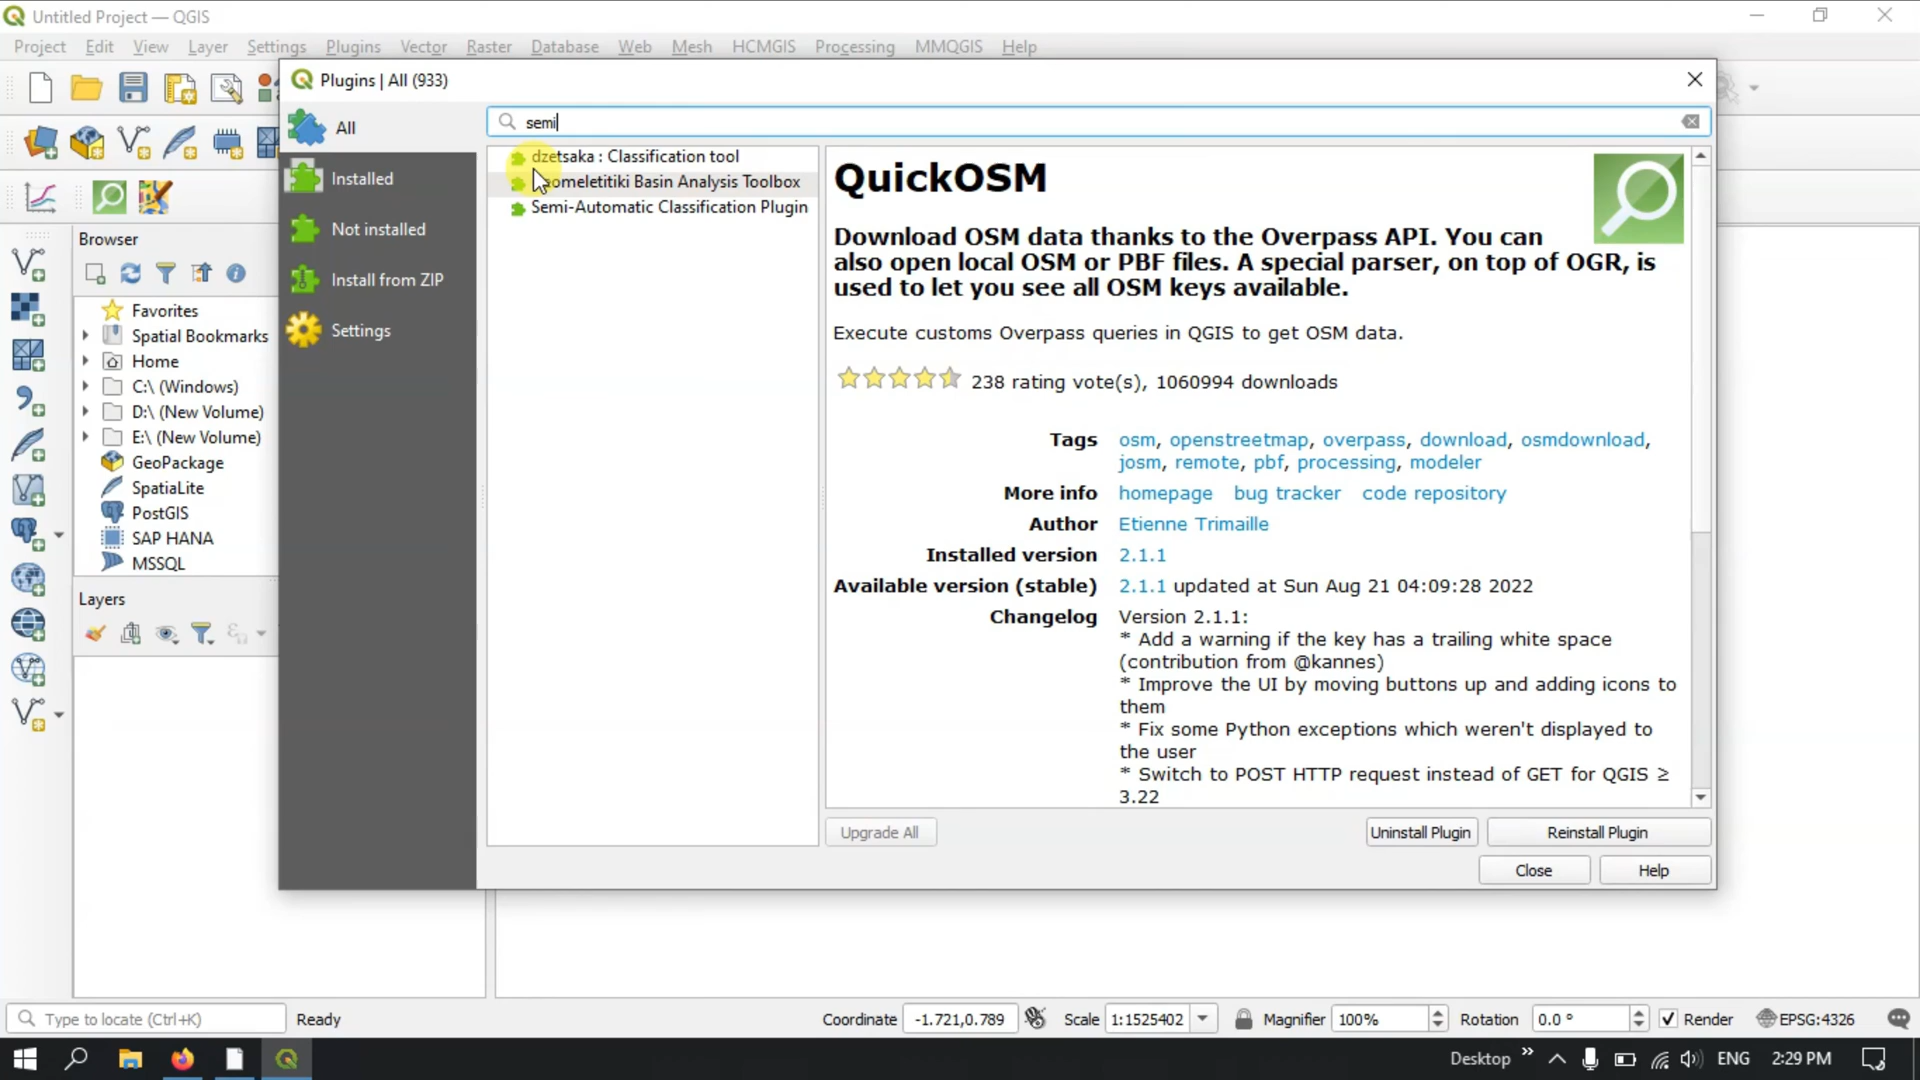 Untitled Project — QGIS
Project Edit View Layer Settings Plugins Vector Raster Database Web Mesh HCMGIS Processing MMQGIS Help
Plugins | All (933)
All
Installed
Not installed
Install from ZIP
Settings
semi
dzetsaka : Classification tool
Basin Analysis Toolbox
Semi-Automatic Classification Plugin
QuickOSM
Download OSM data thanks to the Overpass API. You can
also open local OSM or PBF files. A special parser, on top of OGR, is
used to let you see all OSM keys available.
Execute customs Overpass queries in QGIS to get OSM data.
238 rating vote(s), 1060994 downloads
Tags osm, openstreetmap, overpass, download, osmdownload,
josm, remote, pbf, processing, modeler
More info homepage bug tracker code repository
Author Etienne Trimaille
Installed version 2.1.1
Available version (stable) 2.1.1 updated at Sun Aug 21 04:09:28 2022
Changelog Version 2.1.1:
* Add a warning if the key has a trailing white space
(contribution from @kannes)
* Improve the UI by moving buttons up and adding icons to
them
* Fix some Python exceptions which weren't displayed to
the user
* Switch to POST HTTP request instead of GET for QGIS ≥
3.22
Upgrade All
Uninstall Plugin
Reinstall Plugin
Close
Help
Browser
Favorites
Spatial Bookmarks
Home
C:\ (Windows)
D:\ (New Volume)
E:\ (New Volume)
GeoPackage
SpatiaLite
PostGIS
SAP HANA
MSSQL
Layers
Type to locate (Ctrl+K)
Ready
Coordinate -1.721,0.789
Scale 1:1525402
Magnifier 100%
Rotation 0.0 °
Render
EPSG:4326
Desktop
ENG
2:29 PM